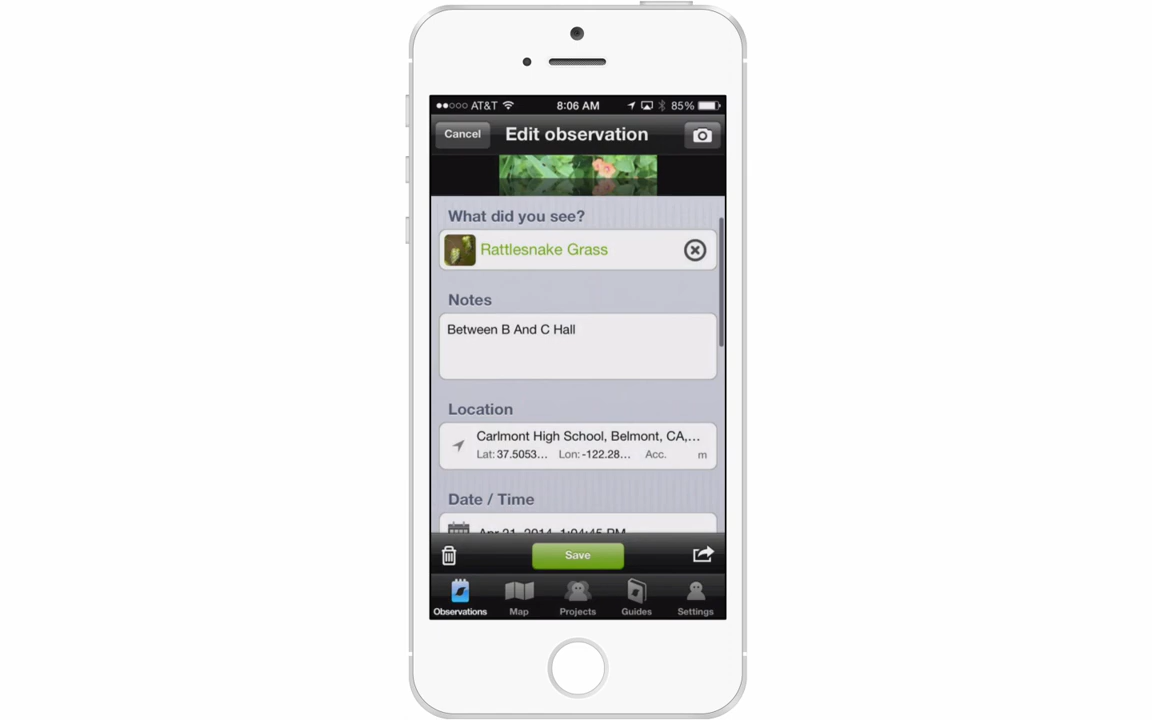 AT&T 8:06 AM 85%
Cancel Edit observation
What did you see?
Rattlesnake Grass
Notes
Between B And C Hall
Location
Carlmont High School, Belmont, CA,...
Lat: 37.5053... Lon: -122.28... Acc. m
Date / Time
Apr 21, 2014, 1:04:45 PM
Save
Observations Map Projects Guides Settings